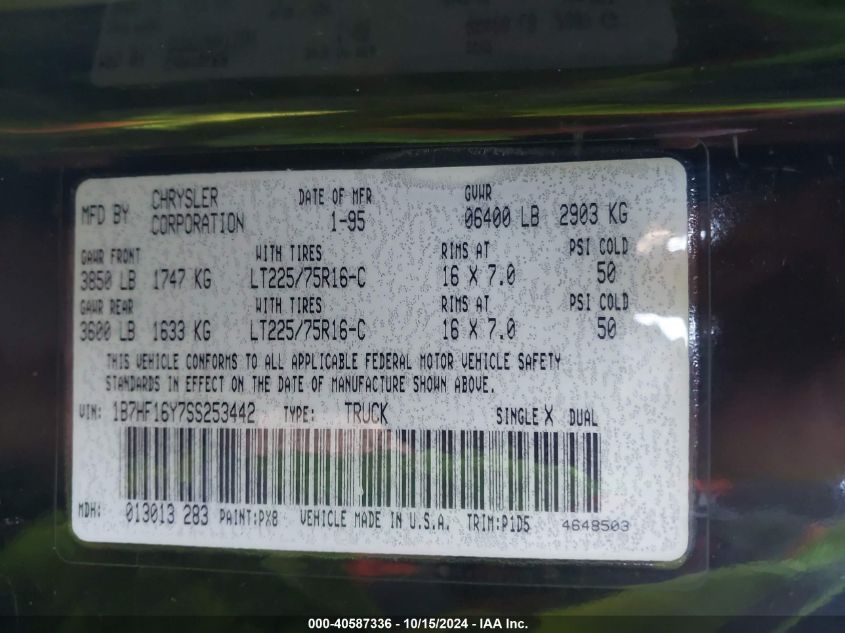 MFD BY CHRYSLER CORPORATION DATE OF MFR 1-95 GVWR 06400 LB 2903 KG
GAWR FRONT WITH TIRES RIMS AT PSI COLD
3850 LB 1747 KG LT225/75R16-C 16 X 7.0 50
GAWR REAR WITH TIRES RIMS AT PSI COLD
3600 LB 1633 KG LT225/75R16-C 16 X 7.0 50
THIS VEHICLE CONFORMS TO ALL APPLICABLE FEDERAL MOTOR VEHICLE SAFETY
STANDARDS IN EFFECT ON THE DATE OF MANUFACTURE SHOWN ABOVE.
VIN: 1B7HF16Y7SS253442 TYPE: TRUCK SINGLE X DUAL
MDH: 013013 283 PAINT:PX8 VEHICLE MADE IN U.S.A. TRIM:P1D5 4648503
000-40587336 - 10/15/2024 - IAA Inc.